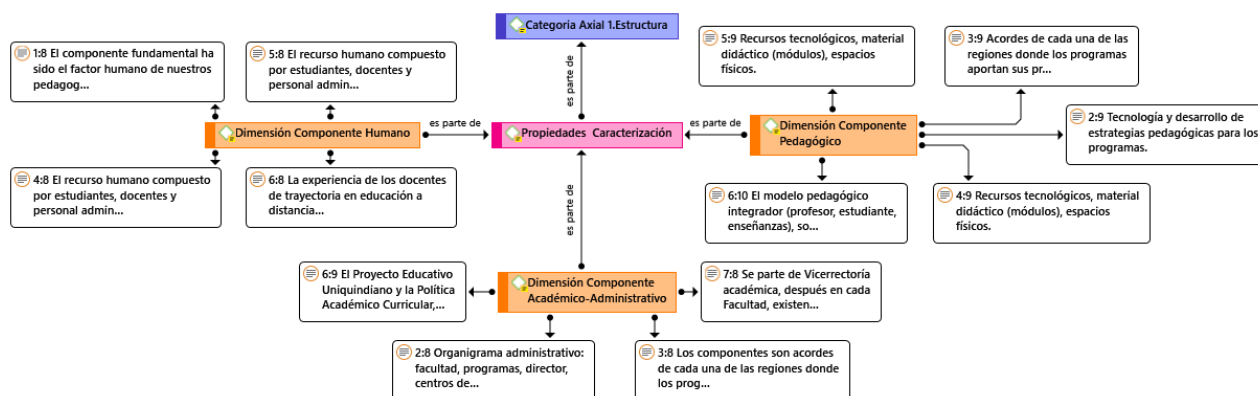 Categoria Axial 1.Estructura
1:8 El componente fundamental ha
sido el factor humano de nuestros
pedagog...
5:8 El recurso humano compuesto
por estudiantes, docentes y
personal admin...
5:9 Recursos tecnológicos, material
didáctico (módulos), espacios
físicos.
3:9 Acordes de cada una de las
regiones donde los programas
aportan sus pr...
es parte de
Dimensión Componente Humano
es parte de
Propiedades Caracterización
es parte de
Dimensión Componente
Pedagógico
2:9 Tecnología y desarrollo de
estrategias pedagógicas para los
programas.
4:8 El recurso humano compuesto
por estudiantes, docentes y
personal admin...
6:8 La experiencia de los docentes
de trayectoria en educación a
distancia...
es parte de
6:10 El modelo pedagógico
integrador (profesor, estudiante,
enseñanzas), so...
4:9 Recursos tecnológicos, material
didáctico (módulos), espacios
físicos.
6:9 El Proyecto Educativo
Uniquindiano y la Política
Académico Curricular,...
Dimensión Componente
Académico-Administrativo
7:8 Se parte de Vicerrectoría
académica, después en cada
Facultad, existen...
2:8 Organigrama administrativo:
facultad, programas, director,
centros de...
3:8 Los componentes son acordes
de cada una de las regiones donde
los prog...